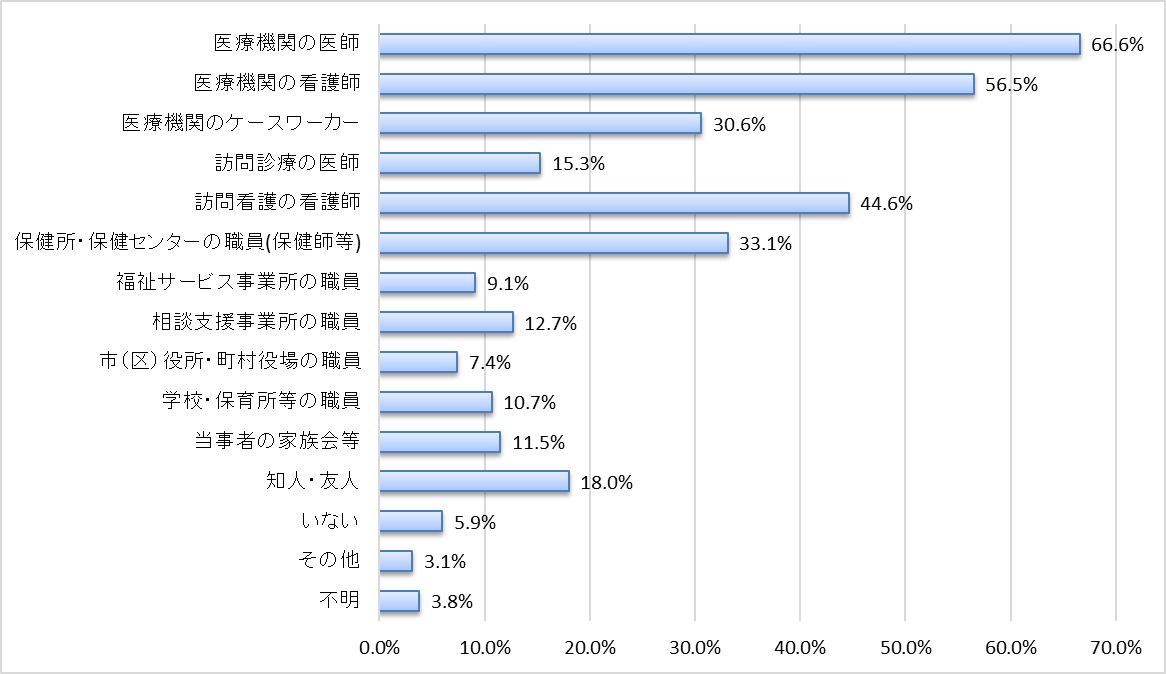 医療機関の医師 66.6%
医療機関の看護師 56.5%
医療機関のケースワーカー 30.6%
訪問診療の医師 15.3%
訪問看護の看護師 44.6%
保健所・保健センターの職員(保健師等) 33.1%
福祉サービス事業所の職員 9.1%
相談支援事業所の職員 12.7%
市（区）役所・町村役場の職員 7.4%
学校・保育所等の職員 10.7%
当事者の家族会等 11.5%
知人・友人 18.0%
いない 5.9%
その他 3.1%
不明 3.8%
0.0% 10.0% 20.0% 30.0% 40.0% 50.0% 60.0% 70.0%